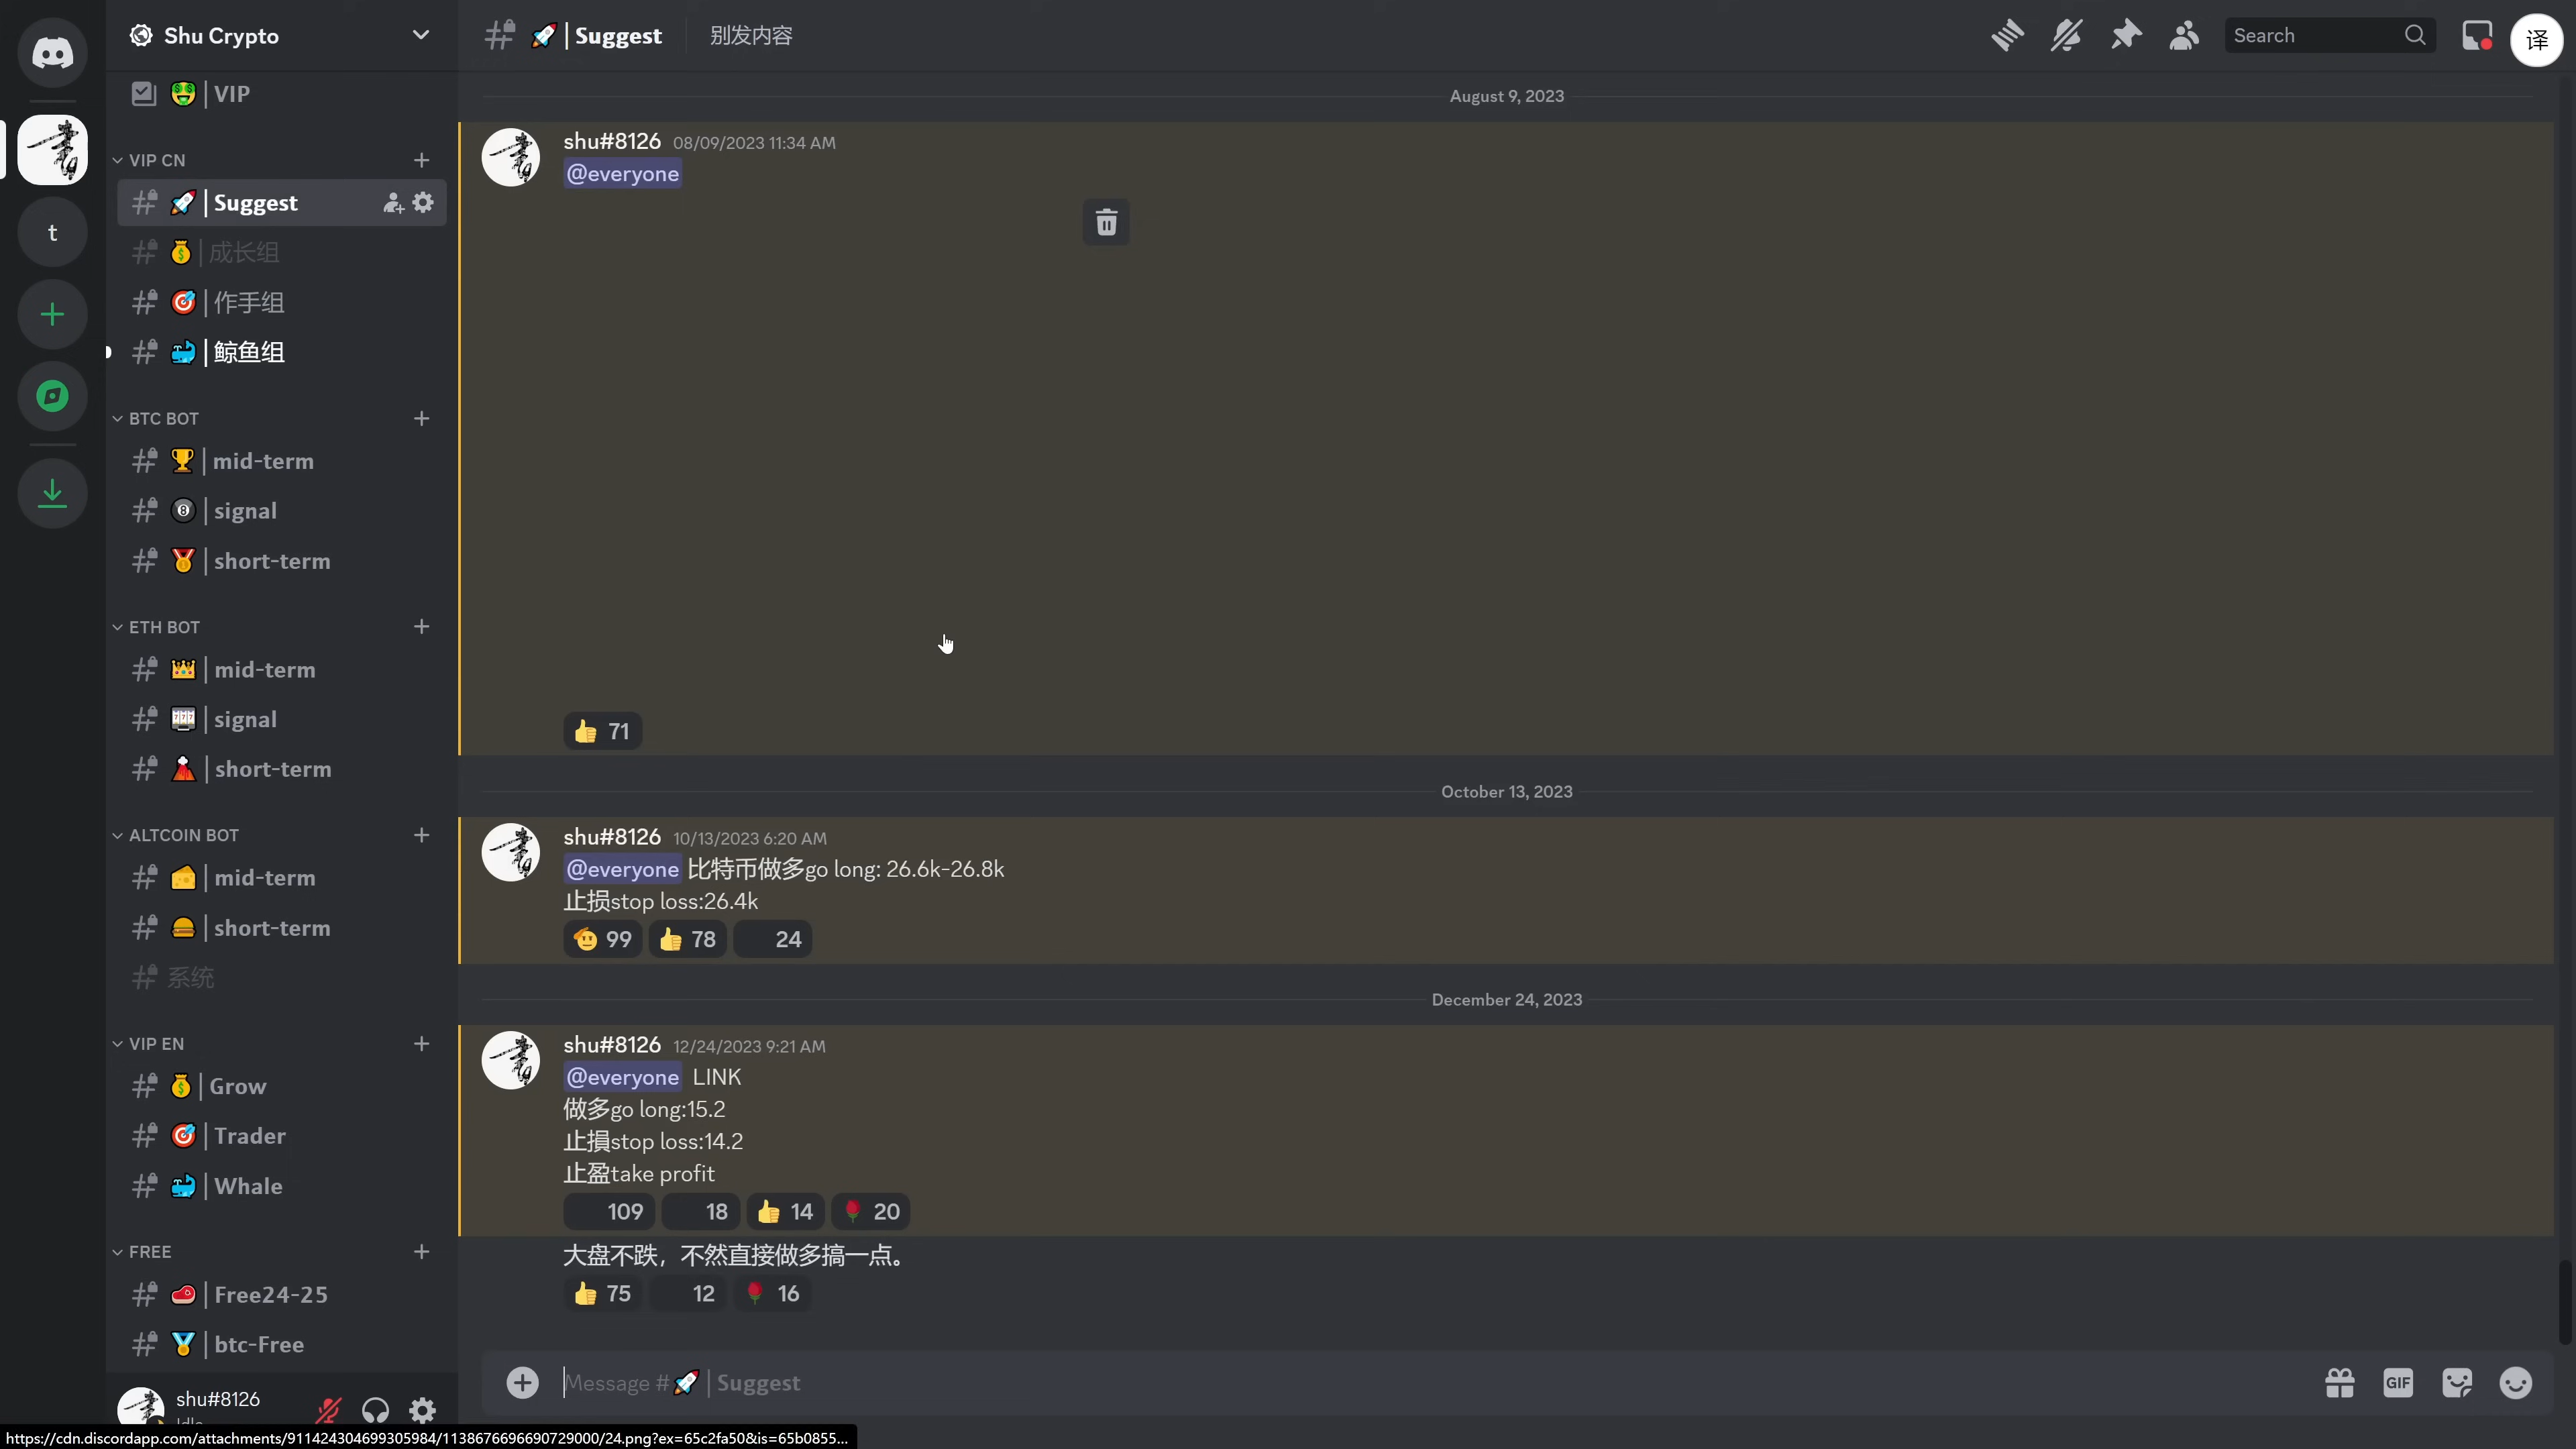 Shu Crypto
VIP
VIP CN
Suggest
成长组
作手组
鲸鱼组
BTC BOT
mid-term
signal
short-term
ETH BOT
mid-term
signal
short-term
ALTCOIN BOT
mid-term
short-term
系统
VIP EN
Grow
Trader
Whale
FREE
Free24-25
btc-Free
shu#8126
Idle
t
Suggest 别发内容
Search
译
August 9, 2023
shu#8126 08/09/2023 11:34 AM
@everyone
71
October 13, 2023
shu#8126 10/13/2023 6:20 AM
@everyone 比特币做多go long: 26.6k-26.8k
止损stop loss:26.4k
99 78 24
December 24, 2023
shu#8126 12/24/2023 9:21 AM
@everyone LINK
做多go long:15.2
止損stop loss:14.2
止盈take profit
109 18 14 20
大盘不跌，不然直接做多搞一点。
75 12 16
Message # | Suggest
GIF
https://cdn.discordapp.com/attachments/911424304699305984/1138676696690729000/24.png?ex=65c2fa50&is=65b0855...